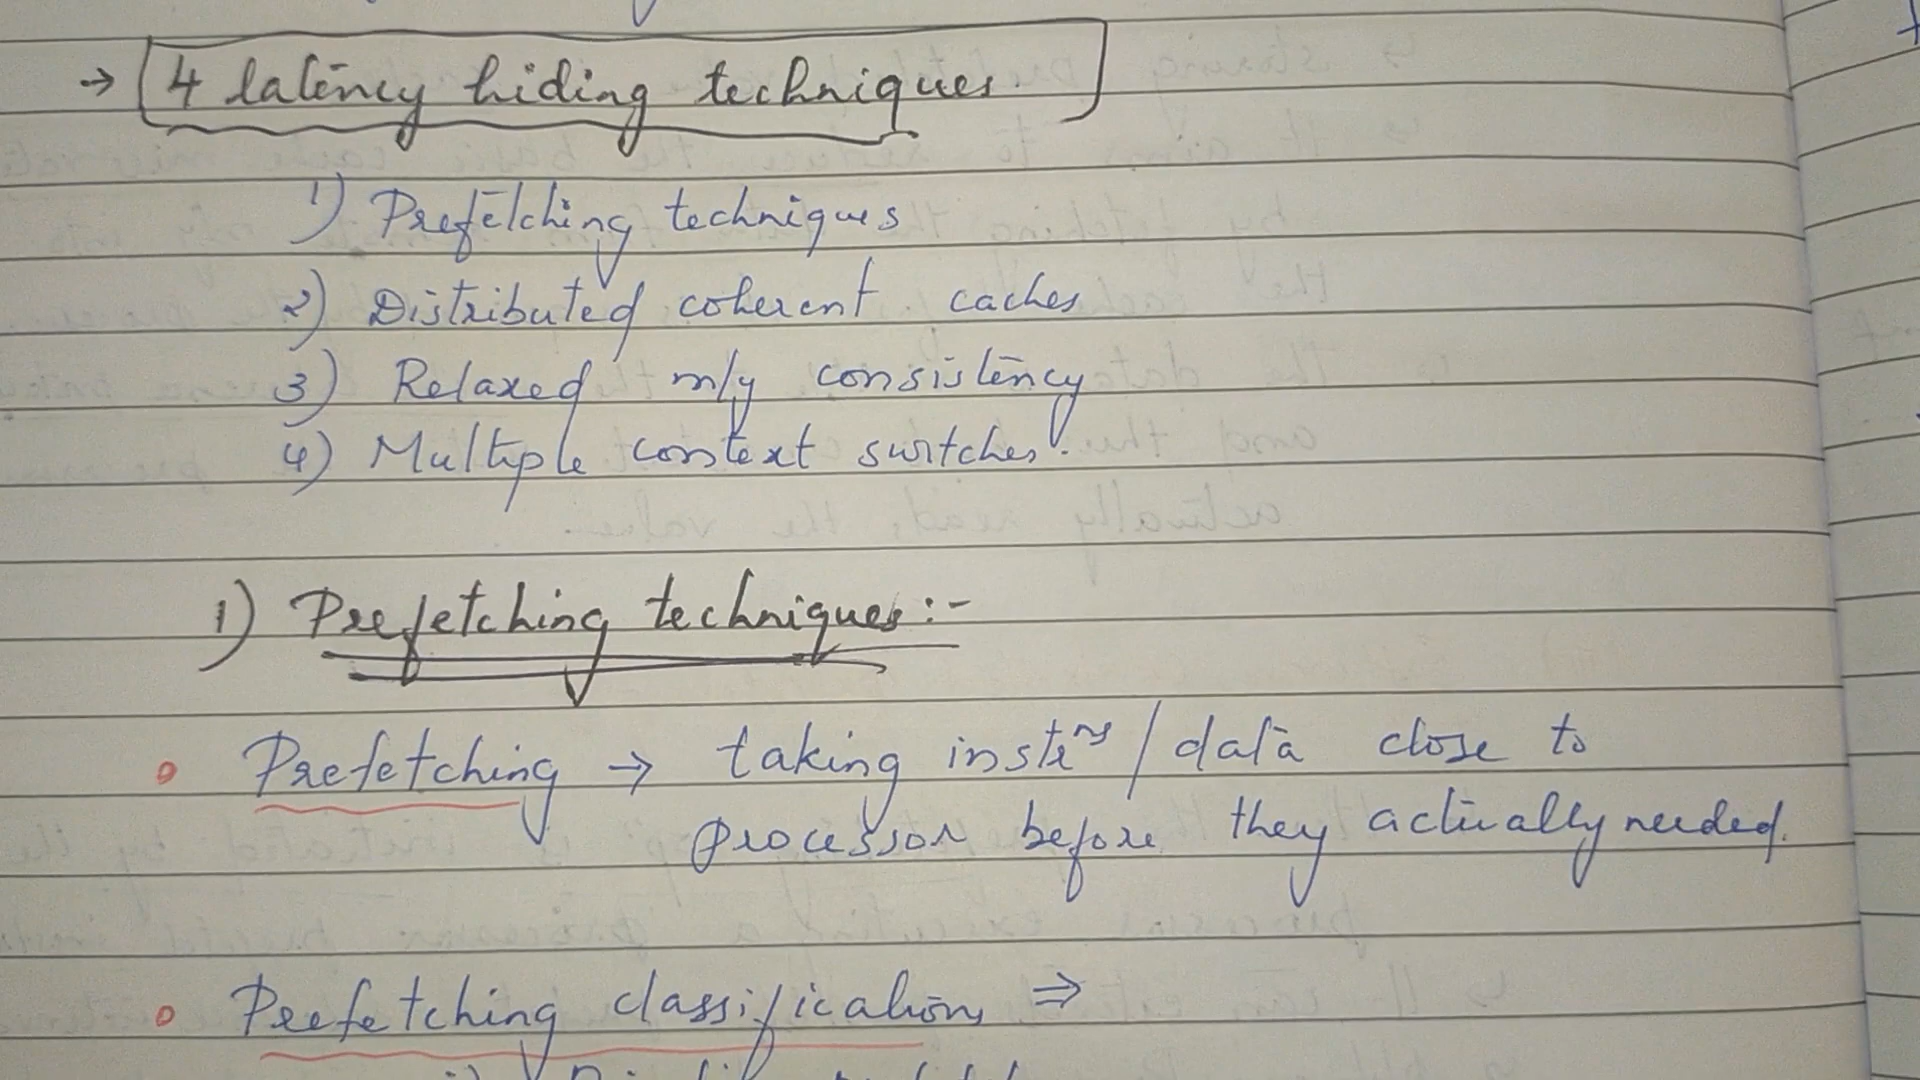 → 4 latency hiding techniques.
1) Prefetching techniques
2) Distributed coherent caches
3) Relaxed m/y consistency
4) Multiple context switches.
1) Prefetching techniques:-
Prefetching → taking instrⁿˢ / data close to
processor before they actually needed.
Prefetching classification ⇒